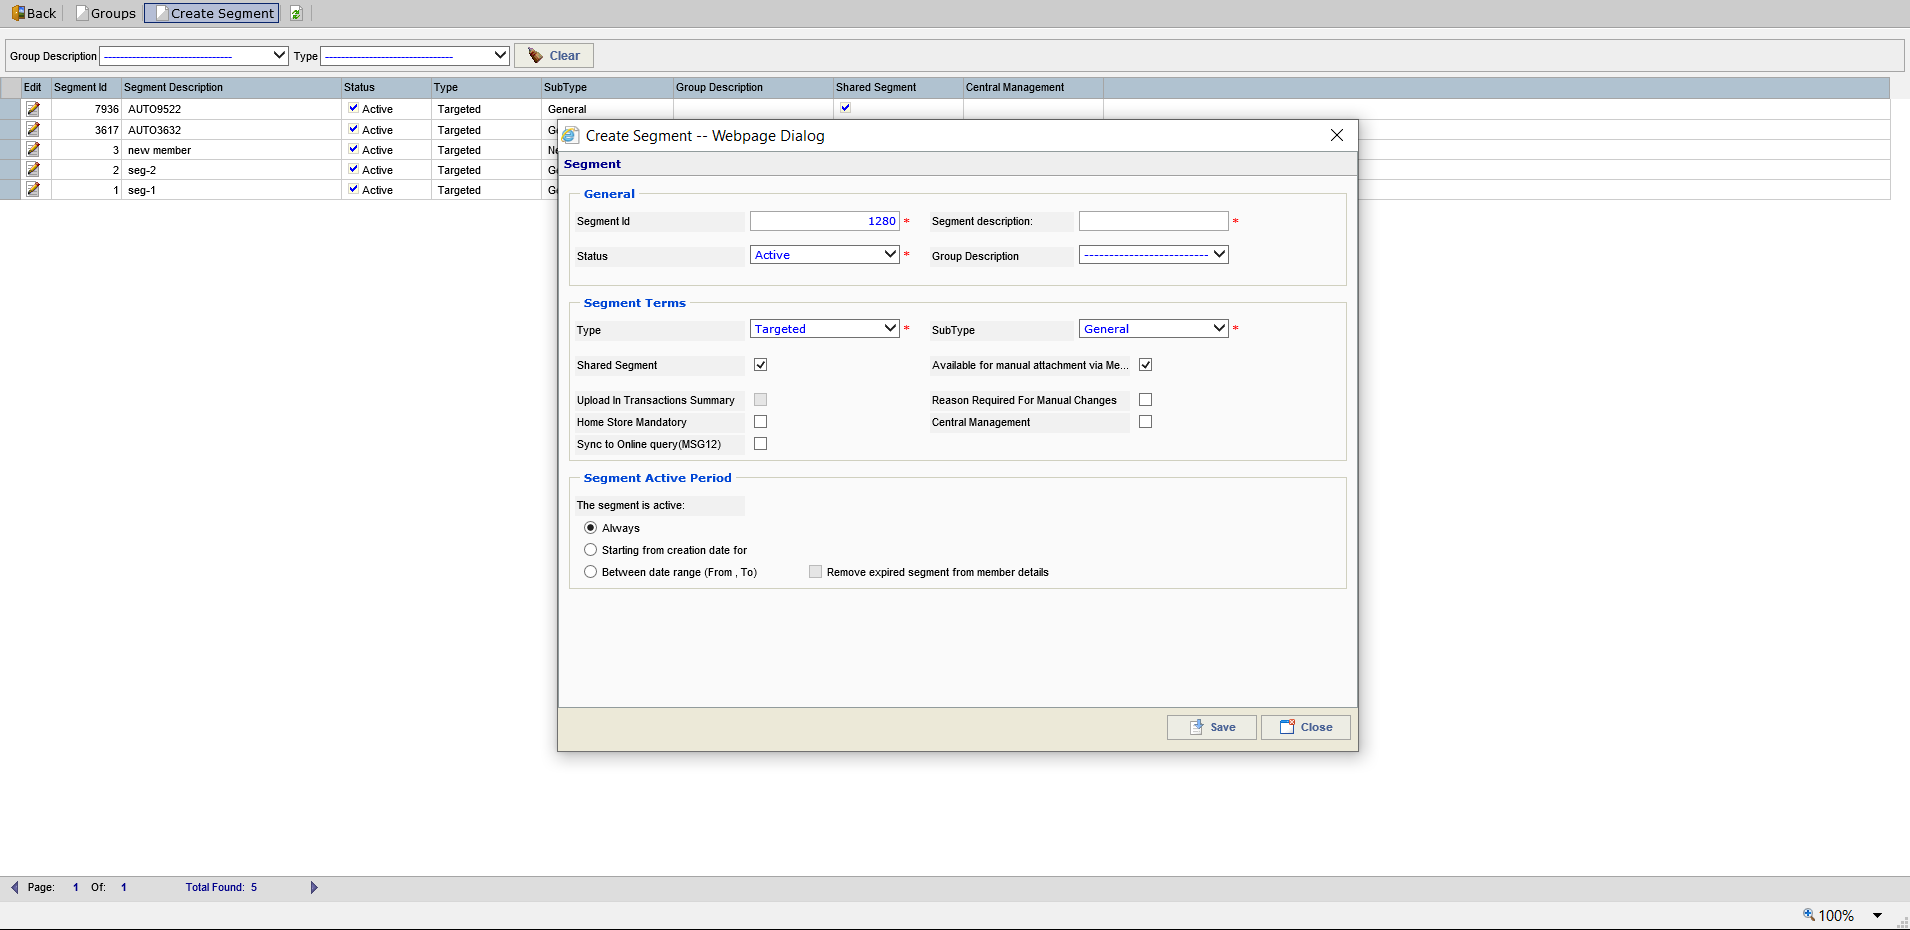 Back Groups Create Segment
Group Description -------------------------------- Type -------------------------------- Clear
Edit Segment Id Segment Description Status Type SubType Group Description Shared Segment Central Management
7936 AUTO9522 Active Targeted General
3617 AUTO3632 Active Targeted
3 new member Active Targeted
2 seg-2 Active Targeted
1 seg-1 Active Targeted
Create Segment -- Webpage Dialog
Segment
General
Segment Id 1280 * Segment description: *
Status Active * Group Description -------------------------
Segment Terms
Type Targeted * SubType General *
Shared Segment Available for manual attachment via Me...
Upload In Transactions Summary Reason Required For Manual Changes
Home Store Mandatory Central Management
Sync to Online query(MSG12)
Segment Active Period
The segment is active:
Always
Starting from creation date for
Between date range (From , To) Remove expired segment from member details
Save Close
Page: 1 Of: 1 Total Found: 5
100%